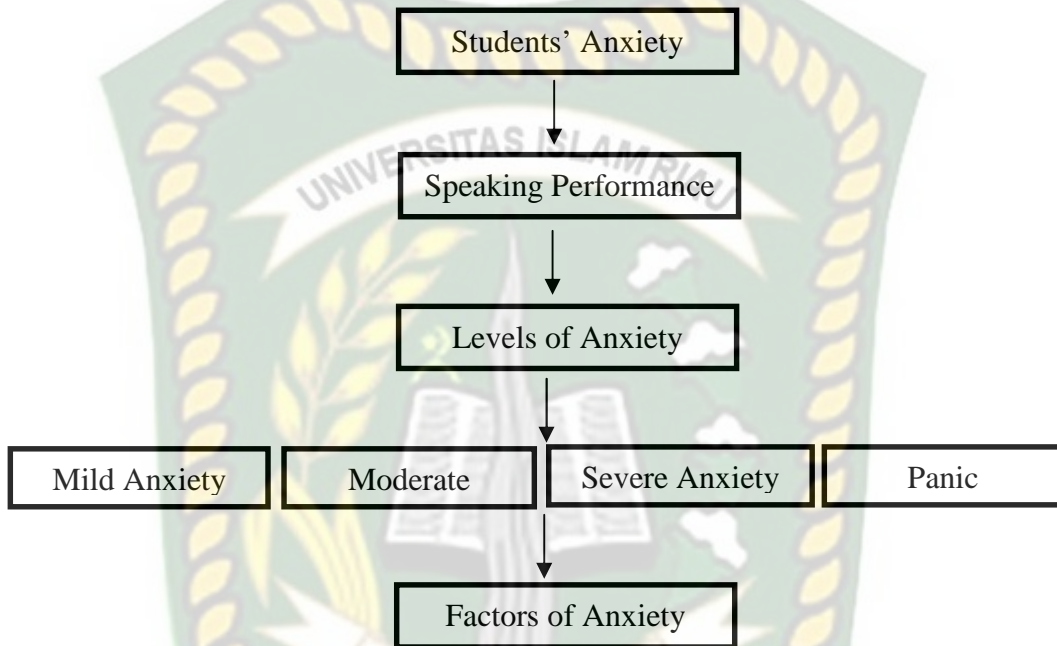 Students’ Anxiety
UNIVERSITAS ISLAM RIAU
Speaking Performance
Levels of Anxiety
Mild Anxiety
Moderate
Severe Anxiety
Panic
Factors of Anxiety